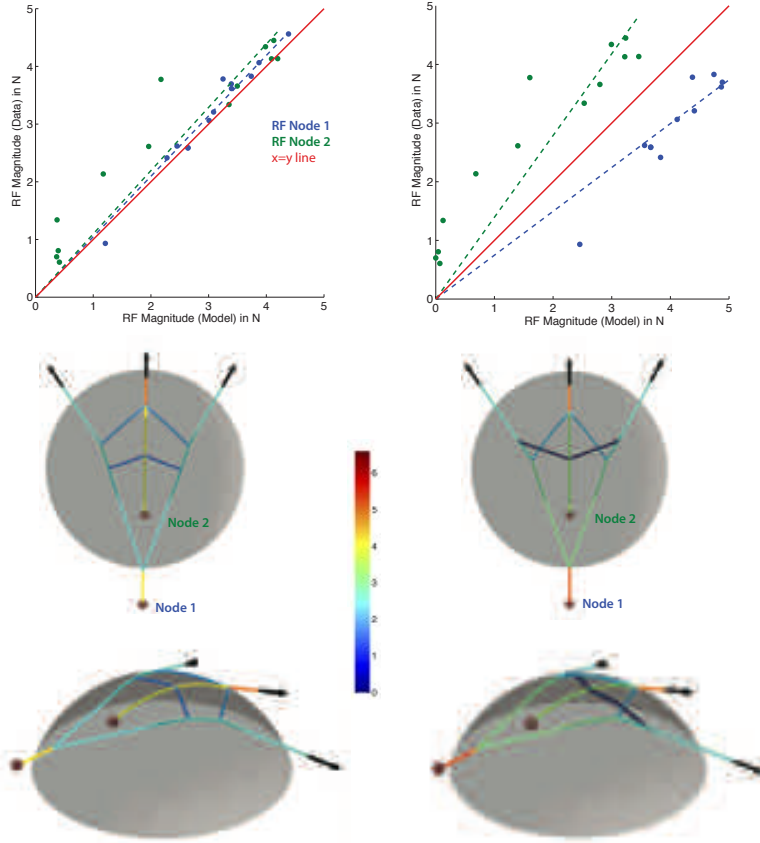 5
4
3
2
1
0
0
1
2
3
4
5
RF Magnitude (Data) in N
RF Magnitude (Model) in N
RF Node 1
RF Node 2
x=y line
5
4
3
2
1
0
0
1
2
3
4
5
RF Magnitude (Data) in N
RF Magnitude (Model) in N
Node 2
Node 1
6
5
4
3
2
1
0
Node 2
Node 1